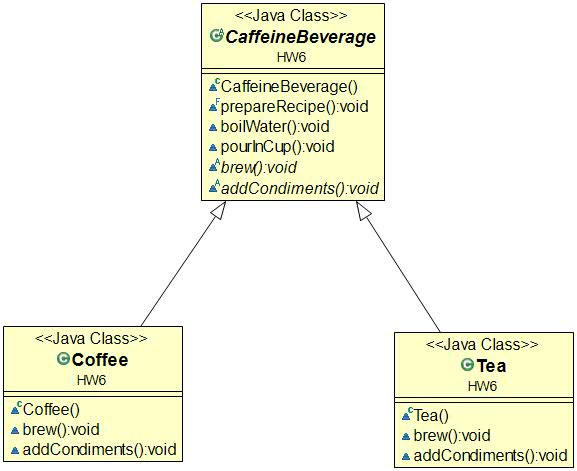 <<Java Class>>
CaffeineBeverage
HW6
CaffeineBeverage()
prepareRecipe():void
boilWater():void
pourInCup():void
brew():void
addCondiments():void
<<Java Class>>
Coffee
HW6
Coffee()
brew():void
addCondiments():void
<<Java Class>>
Tea
HW6
Tea()
brew():void
addCondiments():void